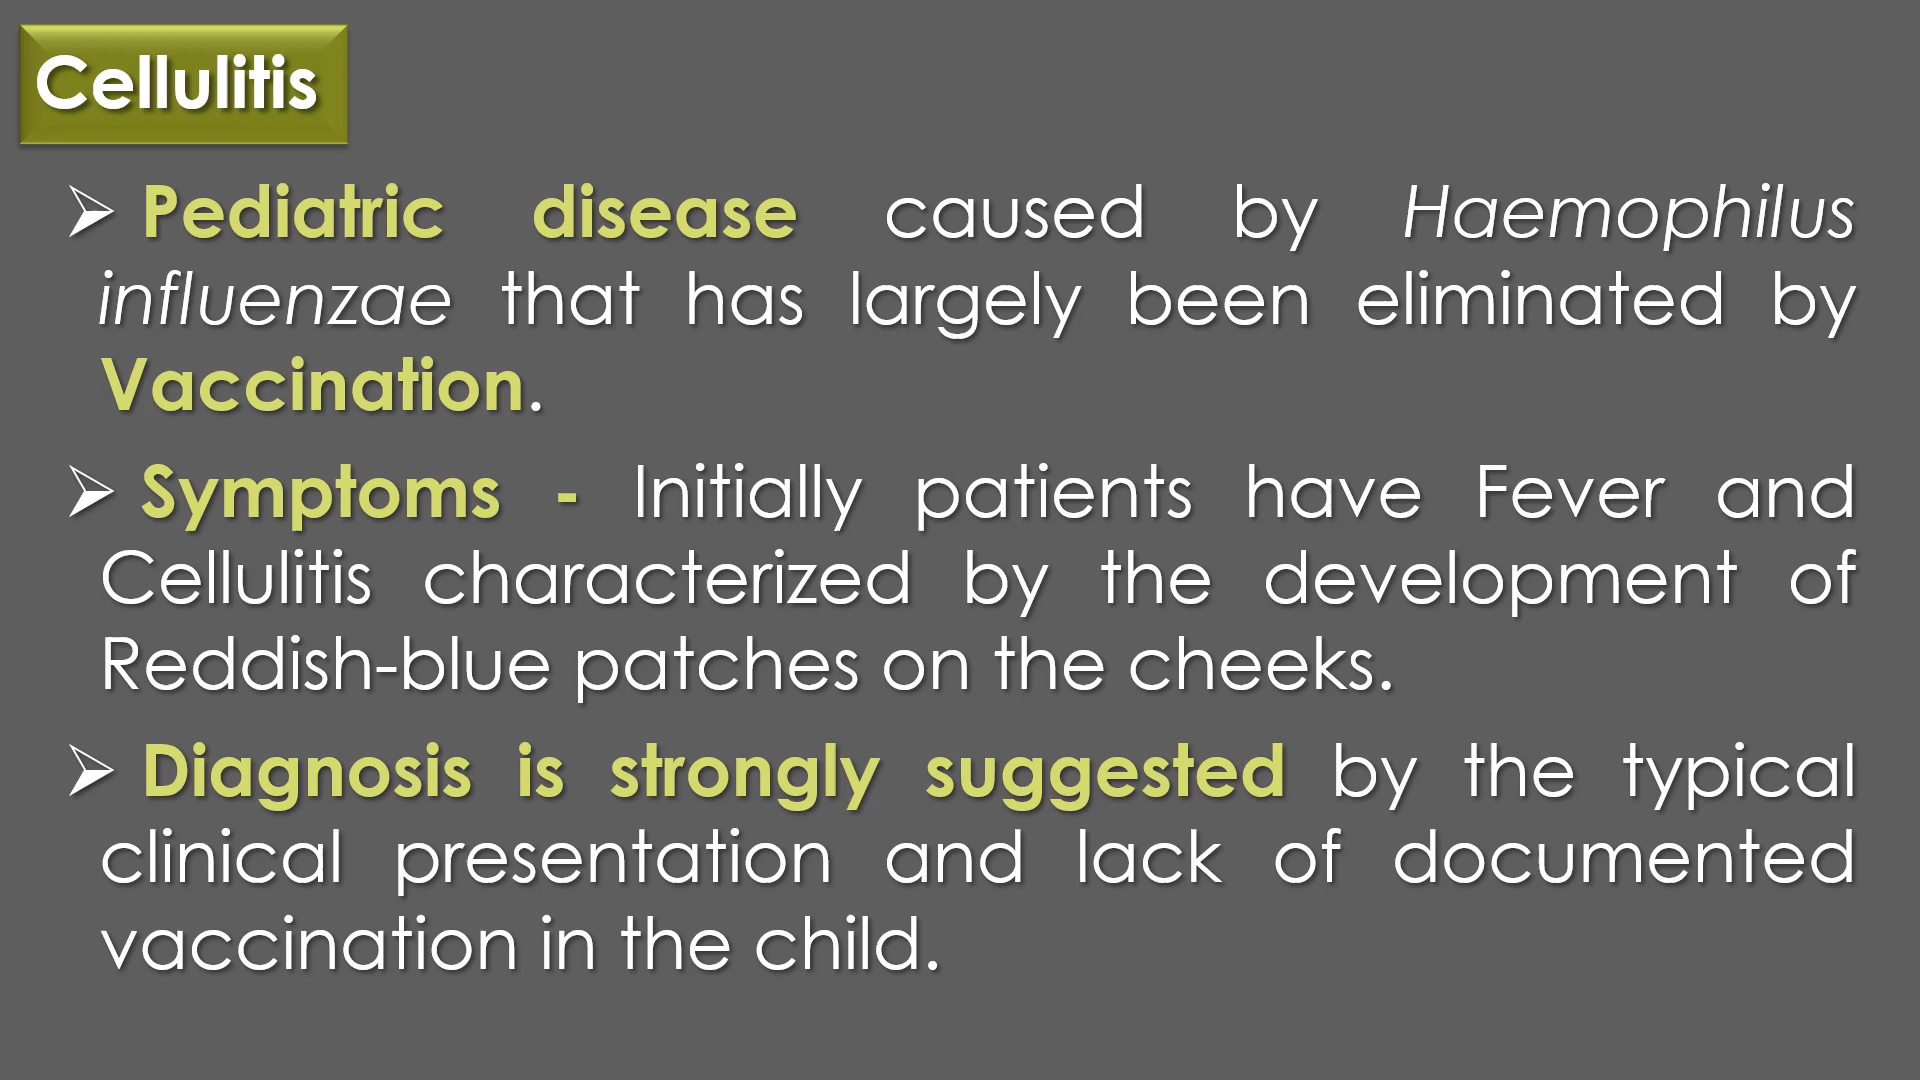 Cellulitis
➢ Pediatric disease caused by Haemophilus
influenzae that has largely been eliminated by
Vaccination.
➢ Symptoms - Initially patients have Fever and
Cellulitis characterized by the development of
Reddish-blue patches on the cheeks.
➢ Diagnosis is strongly suggested by the typical
clinical presentation and lack of documented
vaccination in the child.